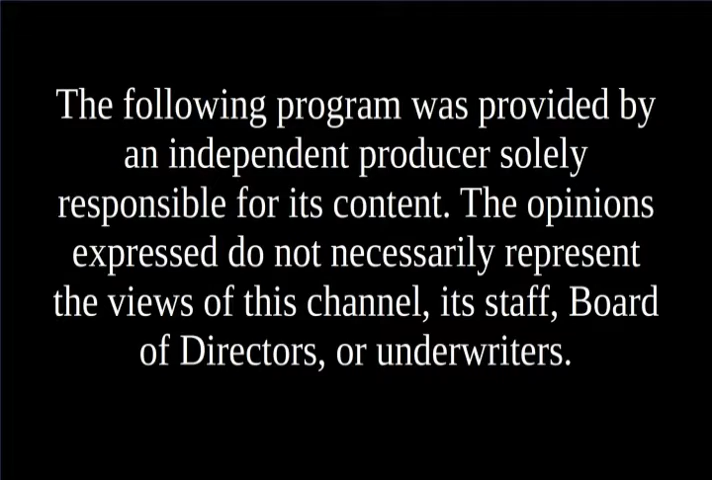 The following program was provided by
an independent producer solely
responsible for its content. The opinions
expressed do not necessarily represent
the views of this channel, its staff, Board
of Directors, or underwriters.